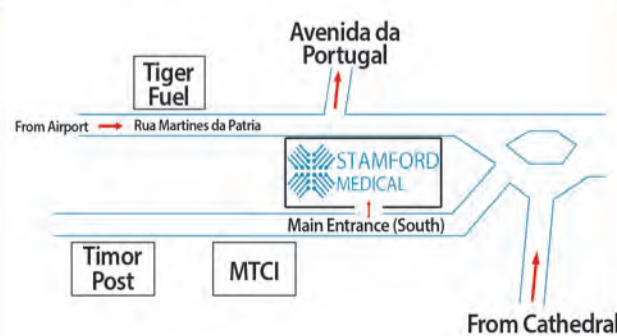 Avenida da
Portugal
Tiger
Fuel
From Airport
Rua Martines da Patria
STAMFORD
MEDICAL
Main Entrance (South)
Timor
Post
MTCI
From Cathedral